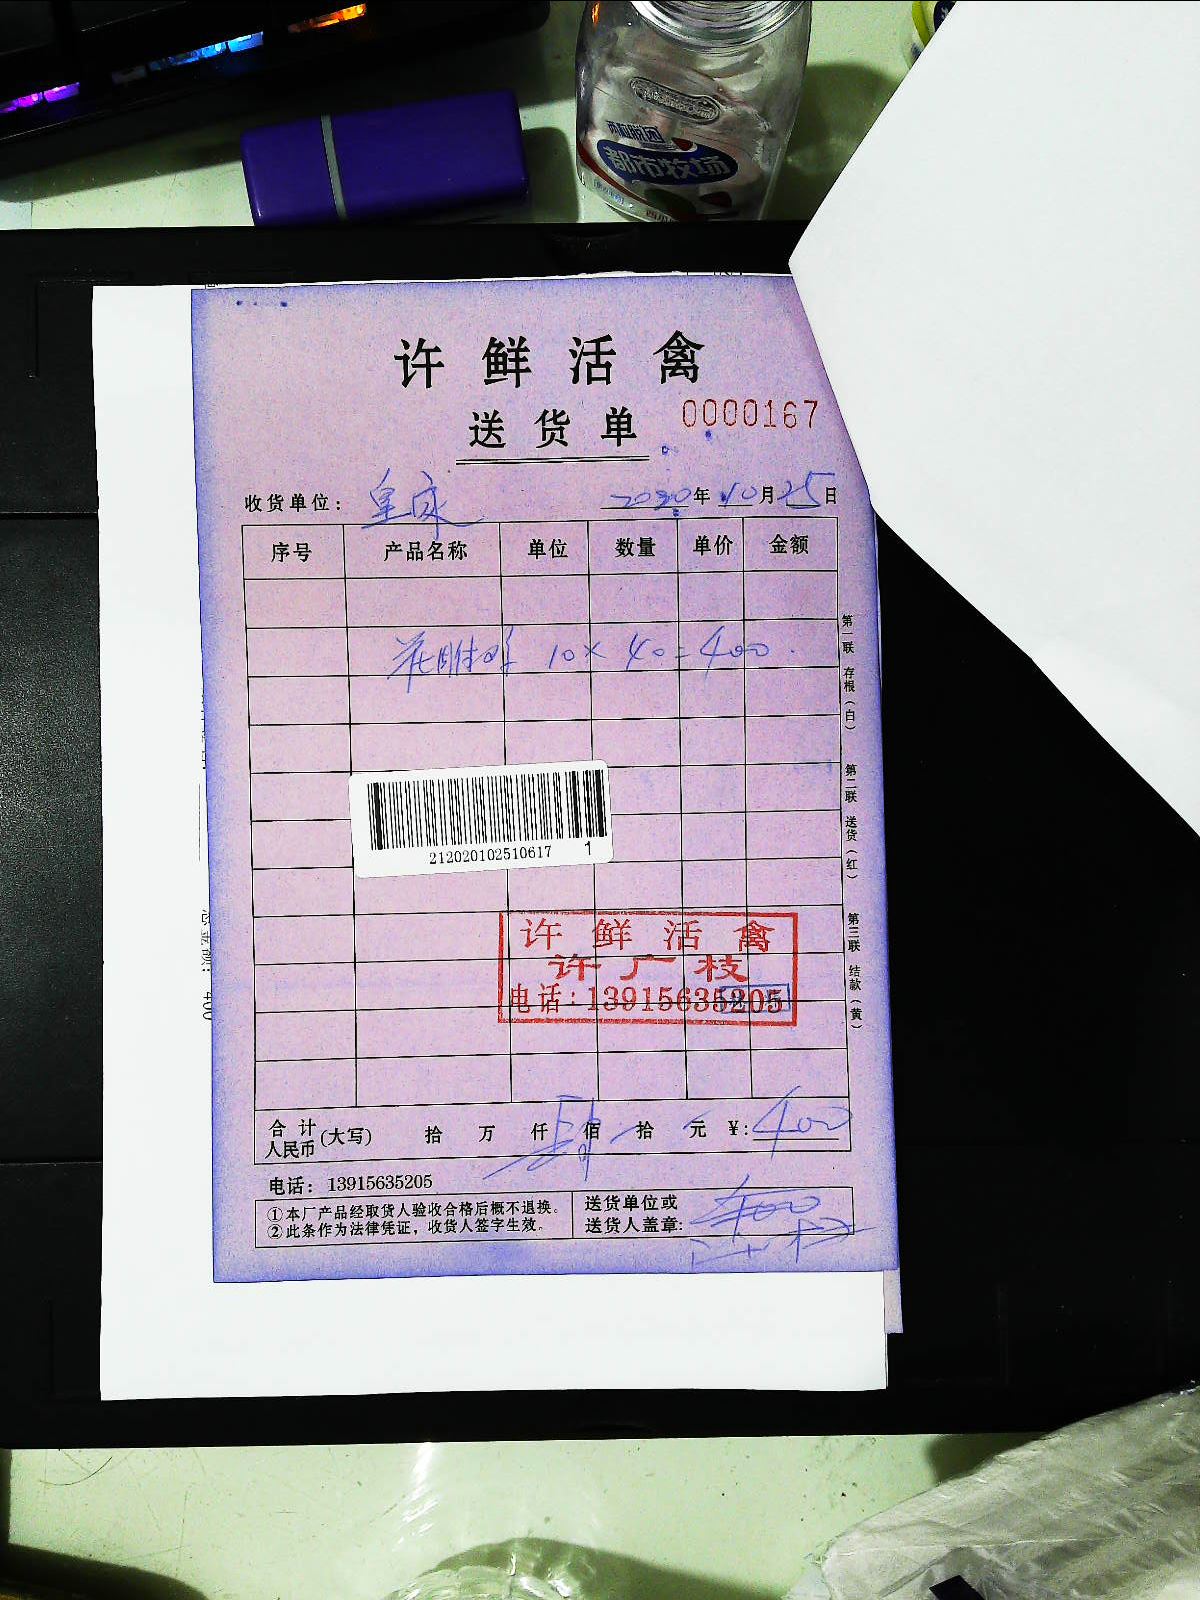 都市牧场
许鲜活禽
送货单
0000167
收货单位: 皇家
2020年10月25日
序号 产品名称 单位 数量 单价 金额
10×40=400
第一联 存根(白)
第二联 送货(红)
第三联 结款(黄)
212020102510617 1
许鲜活禽
许广枝
电话:13915635205
合计人民币(大写) 拾 万 仟 肆佰 拾 元 ¥:400
电话: 13915635205
①本厂产品经取货人验收合格后概不退换。
②此条作为法律凭证,收货人签字生效。
送货单位或
送货人盖章:
400